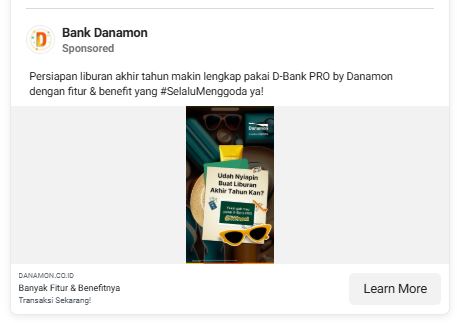 Bank Danamon
Sponsored
Persiapan liburan akhir tahun makin lengkap pakai D-Bank PRO by Danamon
dengan fitur & benefit yang #SelaluMenggoda ya!
Danamon
Udah Nyiapin
Buat Liburan
Akhir Tahun Kan?
DANAMON.CO.ID
Banyak Fitur & Benefitnya
Transaksi Sekarang!
Learn More